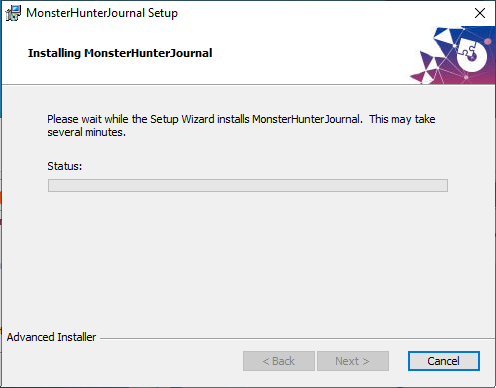 MonsterHunterJournal Setup
Installing MonsterHunterJournal
Please wait while the Setup Wizard installs MonsterHunterJournal. This may take
several minutes.
Status:
Advanced Installer
< Back Next > Cancel